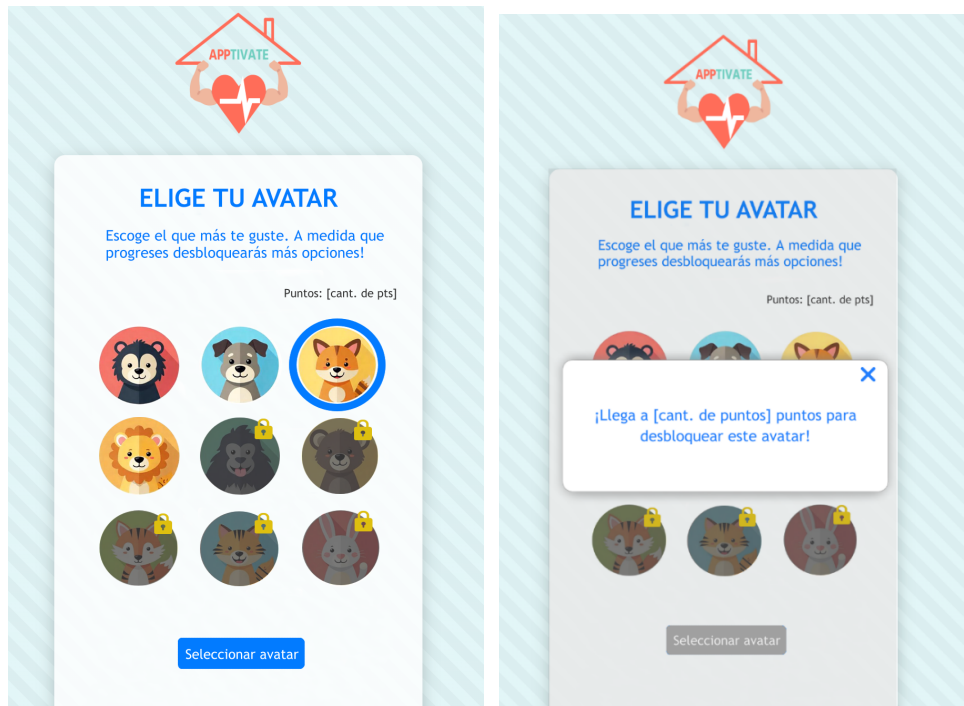 APPTIVATE
ELIGE TU AVATAR
Escoge el que más te guste. A medida que
progreses desbloquearás más opciones!
Puntos: [cant. de pts]
Seleccionar avatar
APPTIVATE
ELIGE TU AVATAR
Escoge el que más te guste. A medida que
progreses desbloquearás más opciones!
Puntos: [cant. de pts]
¡Llega a [cant. de puntos] puntos para
desbloquear este avatar!
Seleccionar avatar